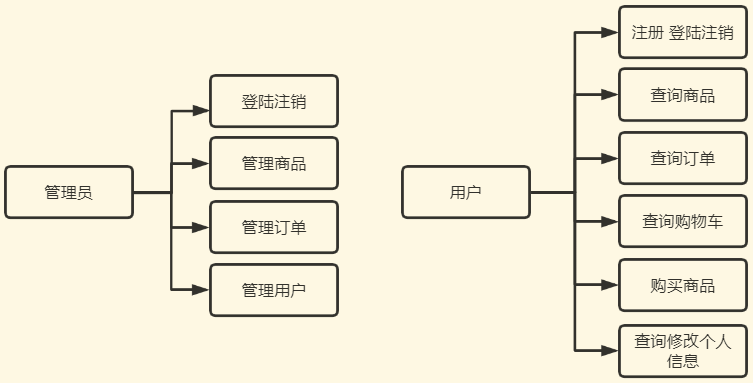 管理员
登陆注销
管理商品
管理订单
管理用户
用户
注册 登陆注销
查询商品
查询订单
查询购物车
购买商品
查询修改个人
信息